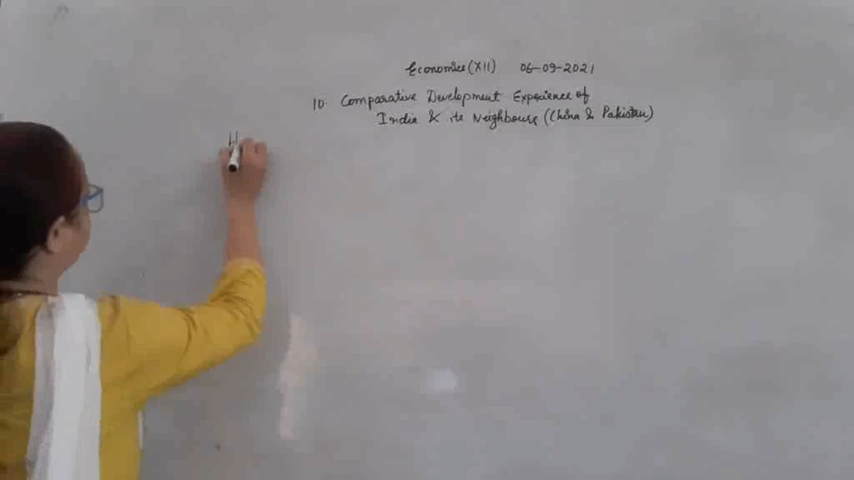 Economics (XII) 06-09-2021
10. Comparative Development Experience of
India & its Neighbours (China & Pakistan)
H